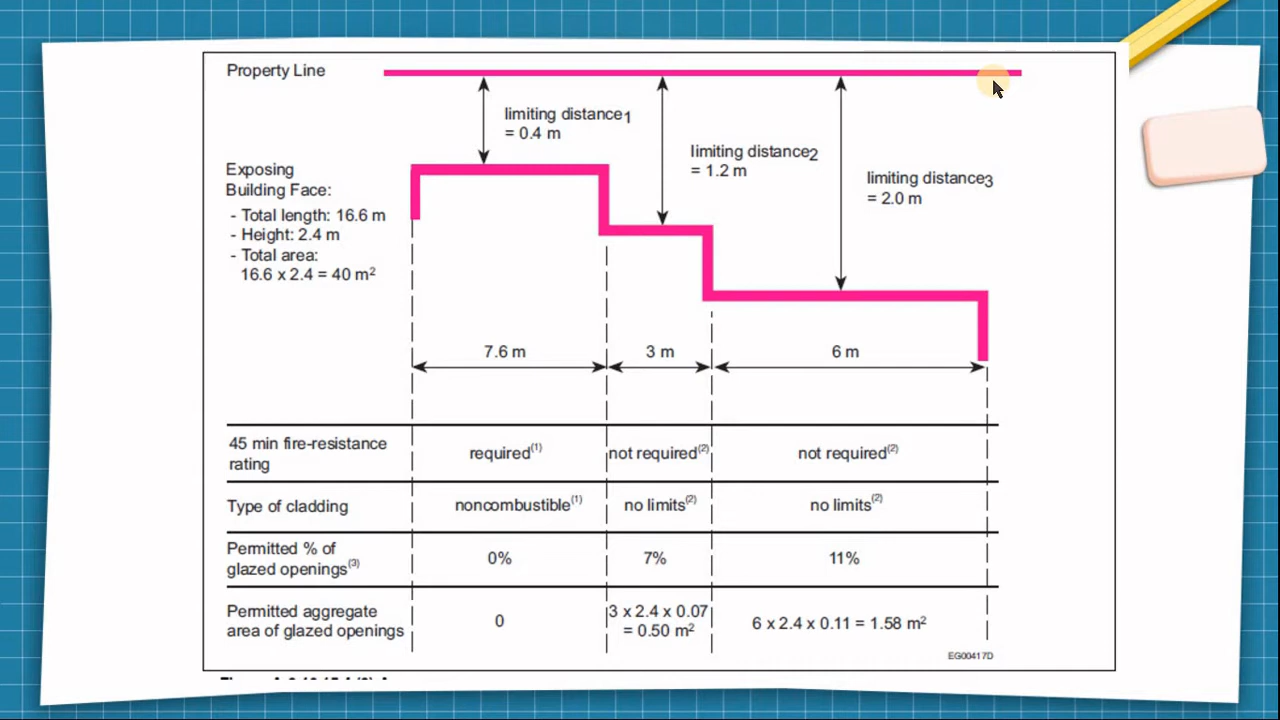 Property Line
limiting distance1
= 0.4 m
limiting distance2
= 1.2 m
limiting distance3
= 2.0 m
Exposing
Building Face:
- Total length: 16.6 m
- Height: 2.4 m
- Total area:
16.6 x 2.4 = 40 m²
7.6 m 3 m 6 m
45 min fire-resistance
rating
required(1) not required(2) not required(2)
Type of cladding noncombustible(1) no limits(2) no limits(2)
Permitted % of
glazed openings(3)
0% 7% 11%
Permitted aggregate
area of glazed openings
0
3 x 2.4 x 0.07
= 0.50 m²
6 x 2.4 x 0.11 = 1.58 m²
EG00417D